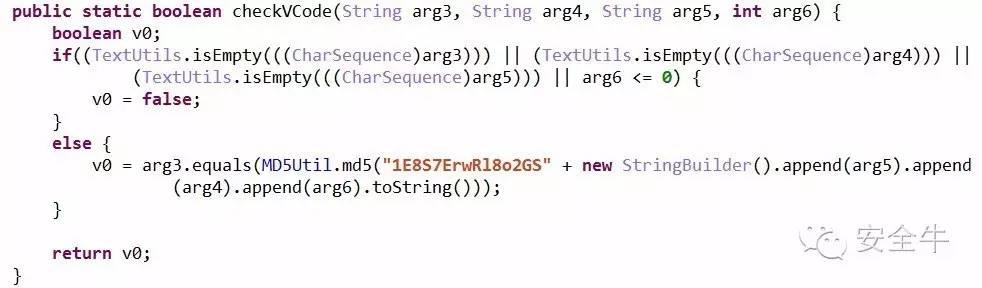 public static boolean checkVCode(String arg3, String arg4, String arg5, int arg6) {
    boolean v0;
    if((TextUtils.isEmpty(((CharSequence)arg3))) || (TextUtils.isEmpty(((CharSequence)arg4))) ||
            (TextUtils.isEmpty(((CharSequence)arg5))) || arg6 <= 0) {
        v0 = false;
    }
    else {
        v0 = arg3.equals(MD5Util.md5("1E8S7ErwRl8o2GS" + new StringBuilder().append(arg5).append
                (arg4).append(arg6).toString()));
    }
    return v0;
}
安全牛